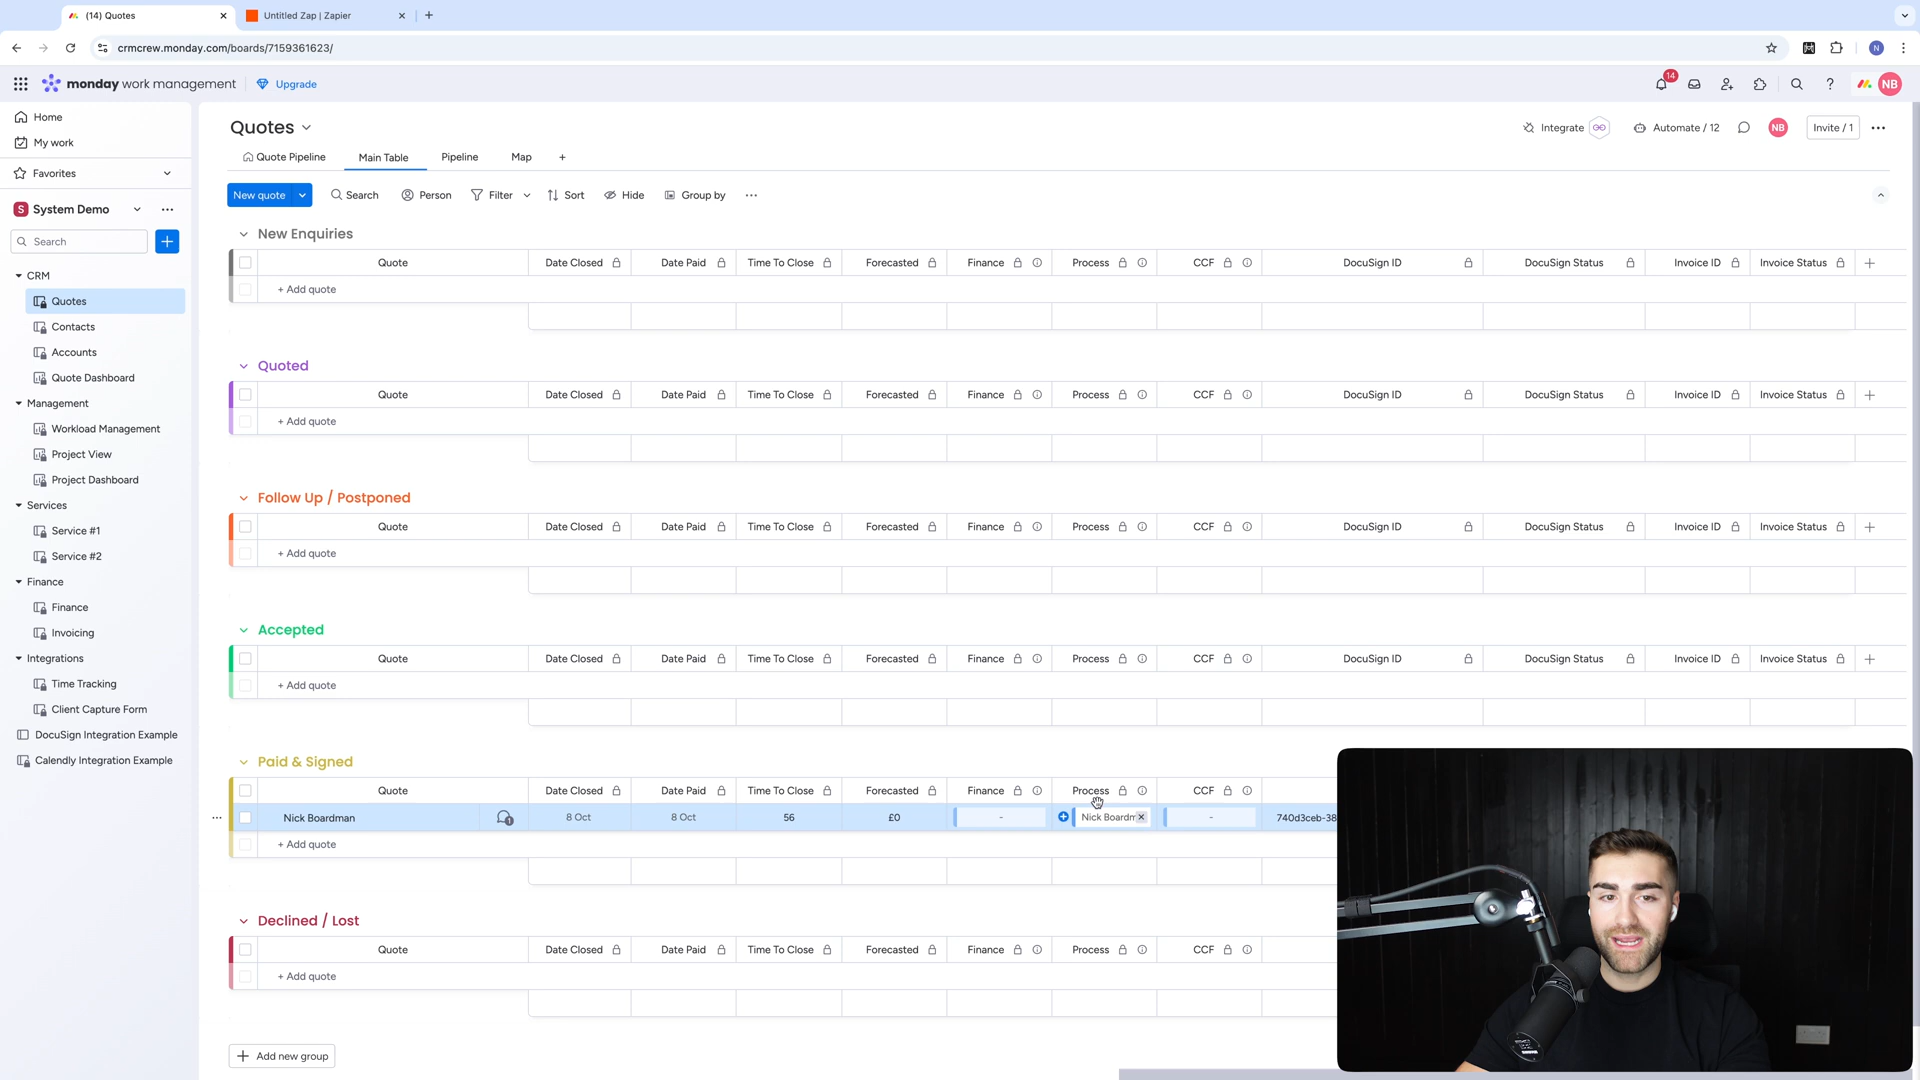 (14) Quotes
Untitled Zap | Zapier
crmcrew.monday.com/boards/7159361623/
N
monday work management
Upgrade
14
NB
Home
My work
Favorites
S System Demo
Search
CRM
Quotes
Contacts
Accounts
Quote Dashboard
Management
Workload Management
Project View
Project Dashboard
Services
Service #1
Service #2
Finance
Finance
Invoicing
Integrations
Time Tracking
Client Capture Form
DocuSign Integration Example
Calendly Integration Example
Quotes
Integrate
Automate / 12
NB
Invite / 1
Quote Pipeline Main Table Pipeline Map +
New quote Search Person Filter Sort Hide Group by
New Enquiries
Quote Date Closed Date Paid Time To Close Forecasted Finance Process CCF DocuSign ID DocuSign Status Invoice ID Invoice Status
+ Add quote
Quoted
Quote Date Closed Date Paid Time To Close Forecasted Finance Process CCF DocuSign ID DocuSign Status Invoice ID Invoice Status
+ Add quote
Follow Up / Postponed
Quote Date Closed Date Paid Time To Close Forecasted Finance Process CCF DocuSign ID DocuSign Status Invoice ID Invoice Status
+ Add quote
Accepted
Quote Date Closed Date Paid Time To Close Forecasted Finance Process CCF DocuSign ID DocuSign Status Invoice ID Invoice Status
+ Add quote
Paid & Signed
Quote Date Closed Date Paid Time To Close Forecasted Finance Process CCF
Nick Boardman 1 8 Oct 8 Oct 56 £0 - Nick Boardm - 740d3ceb-38
+ Add quote
Declined / Lost
Quote Date Closed Date Paid Time To Close Forecasted Finance Process CCF
+ Add quote
+ Add new group